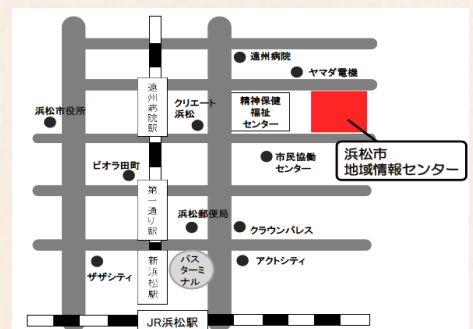 遠州病院
ヤマダ電機
遠州病院駅
クリエート
浜松
精神保健
福祉
センター
浜松市役所
浜松市
地域情報センター
市民協働
センター
ビオラ田町
第一通り駅
浜松郵便局
クラウンパレス
新浜松駅
バス
ターミ
ナル
アクトシティ
ザザシティ
JR浜松駅